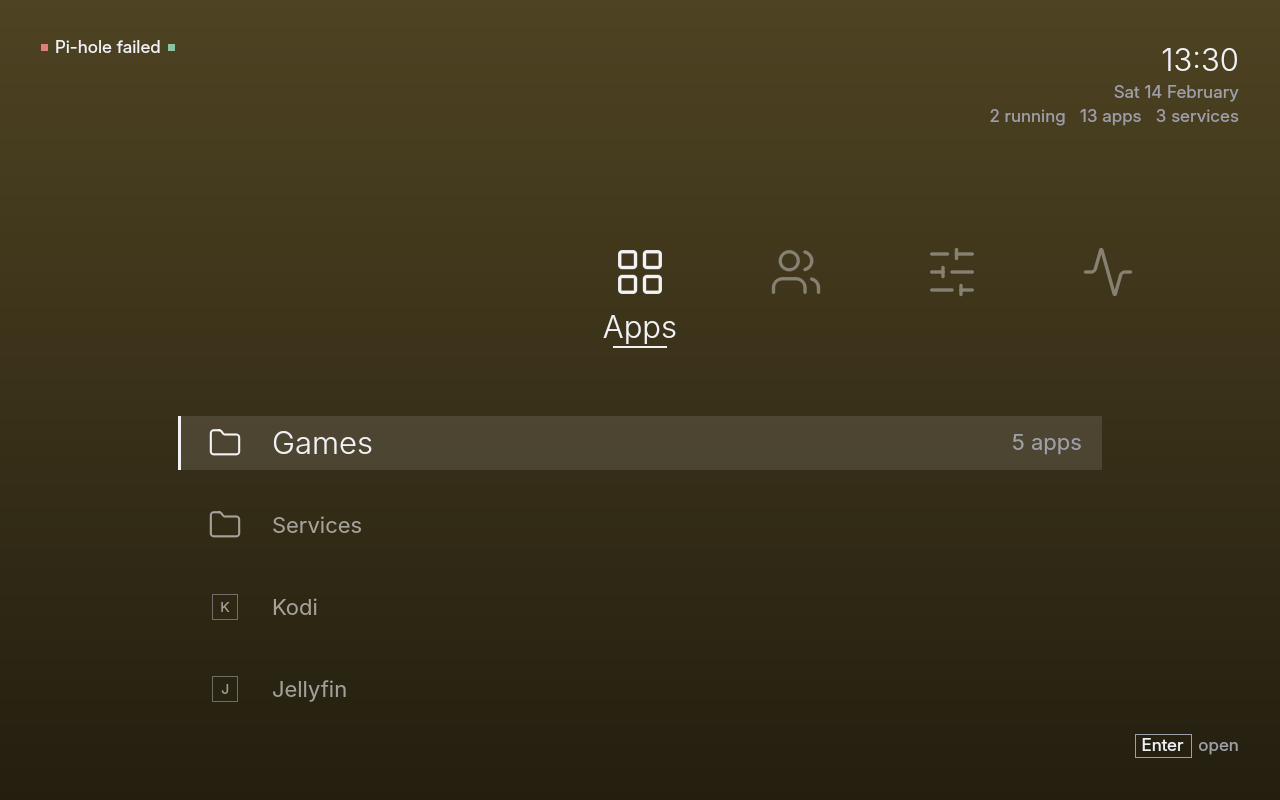 Pi-hole failed
13:30
Sat 14 February
2 running 13 apps 3 services
Apps
Games 5 apps
Services
K Kodi
J Jellyfin
Enter open